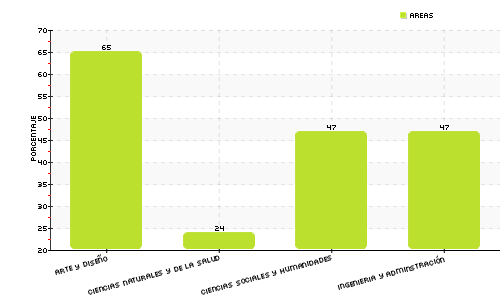 AREAS
70
65
60
55
50
45
40
35
30
25
20
PORCENTAJE
65
24
47
47
ARTE Y DISEÑO
CIENCIAS NATURALES Y DE LA SALUD
CIENCIAS SOCIALES Y HUMANIDADES
INGENIERIA Y ADMINSTRACIÓN